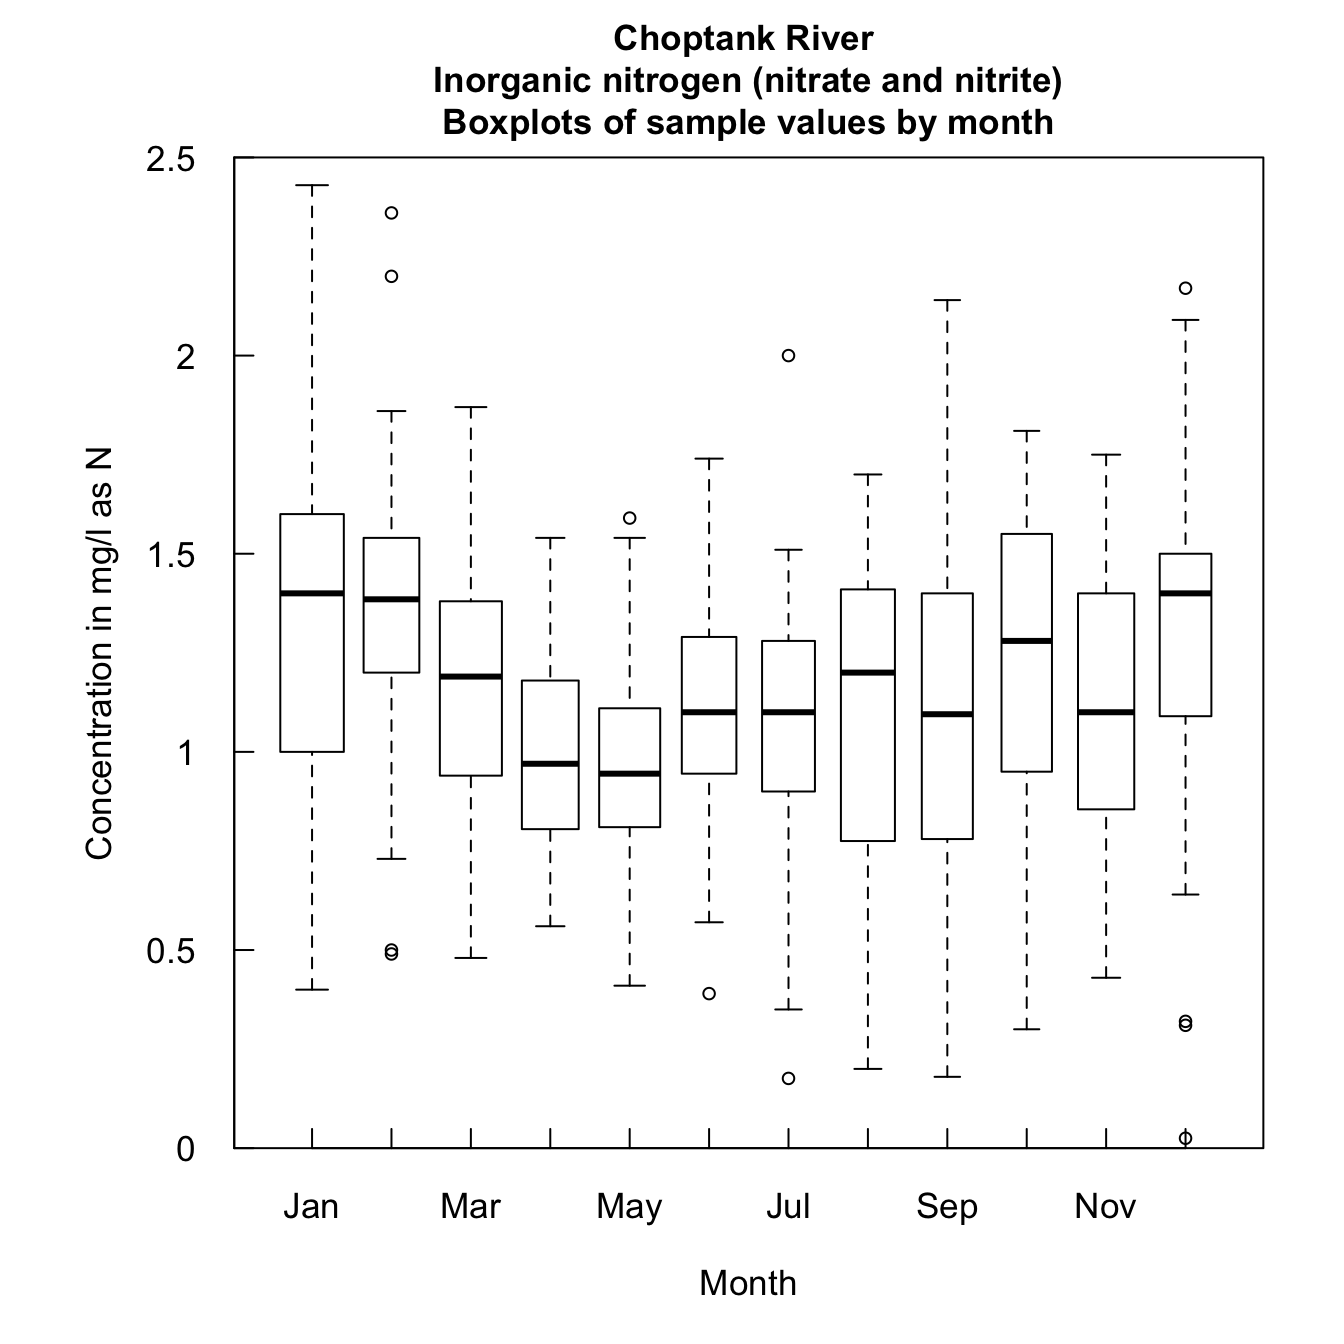 Choptank River
Inorganic nitrogen (nitrate and nitrite)
Boxplots of sample values by month
2.5
2
1.5
1
0.5
0
Concentration in mg/l as N
Jan Mar May Jul Sep Nov
Month